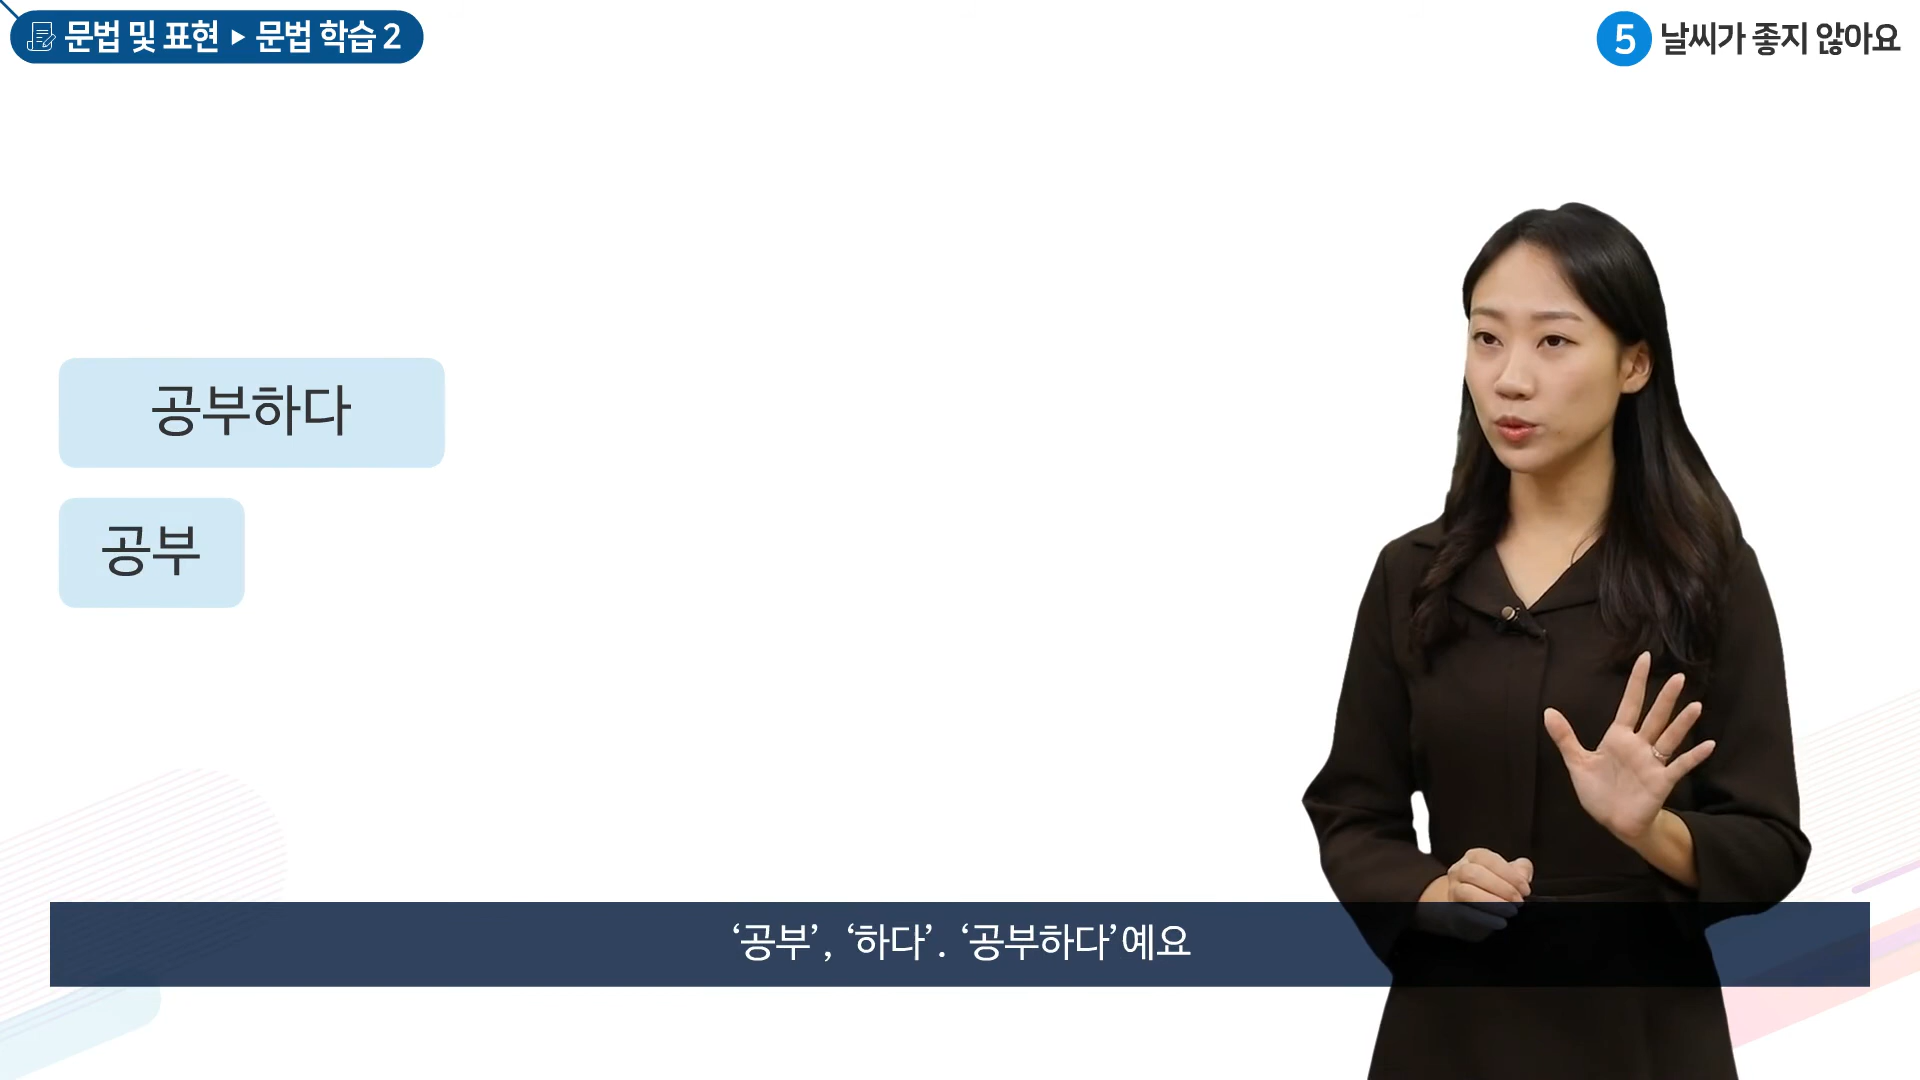 문법 및 표현 ▶ 문법 학습 2
5 날씨가 좋지 않아요
공부하다
공부
‘공부’, ‘하다’. ‘공부하다’예요